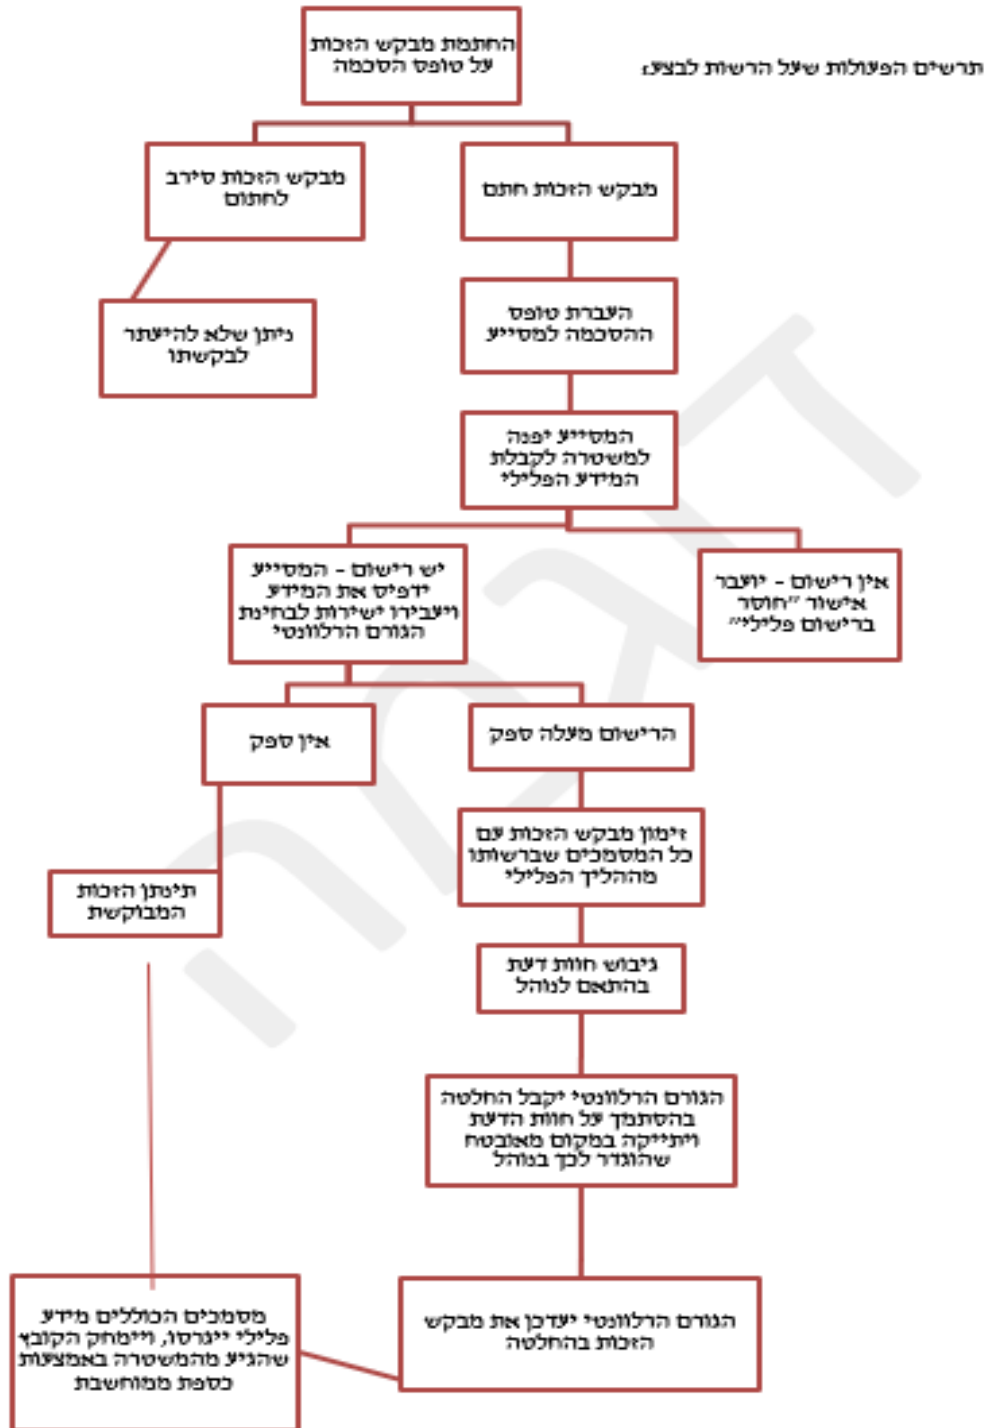 תרשים הפעולות שעל הרשות לבצע:
החתמת מבקש הזכות
על טופס הסכמה
מבקש הזכות חתם
מבקש הזכות סירב
לחתום
העברת טופס
ההסכמה למסייע
ניתן שלא להיעתר
לבקשתו
המסייע יפנה
למשטרה לקבלת
המידע הפלילי
אין רישום - יועבר
אישור "חוסר
ברישום פלילי"
יש רישום - המסייע
ידפיס את המידע
ויעבירו ישירות לבחינת
הגורם הרלוונטי
הרישום מעלה ספק
אין ספק
זימון מבקש הזכות עם
כל המסמכים שברשותו
מההליך הפלילי
תינתן הזכות
המבוקשת
גיבוש חוות דעת
בהתאם לנוהל
הגורם הרלוונטי יקבל החלטה
בהסתמך על חוות הדעת
ויתייקה במקום מאובטח
שהוגדר לכך בנוהל
הגורם הרלוונטי יעדכן את מבקש
הזכות בהחלטה
מסמכים הכוללים מידע
פלילי ייגרסו, ויימחק הקובץ
שהגיע מהמשטרה באמצעות
כספת ממוחשבת
דוגמה